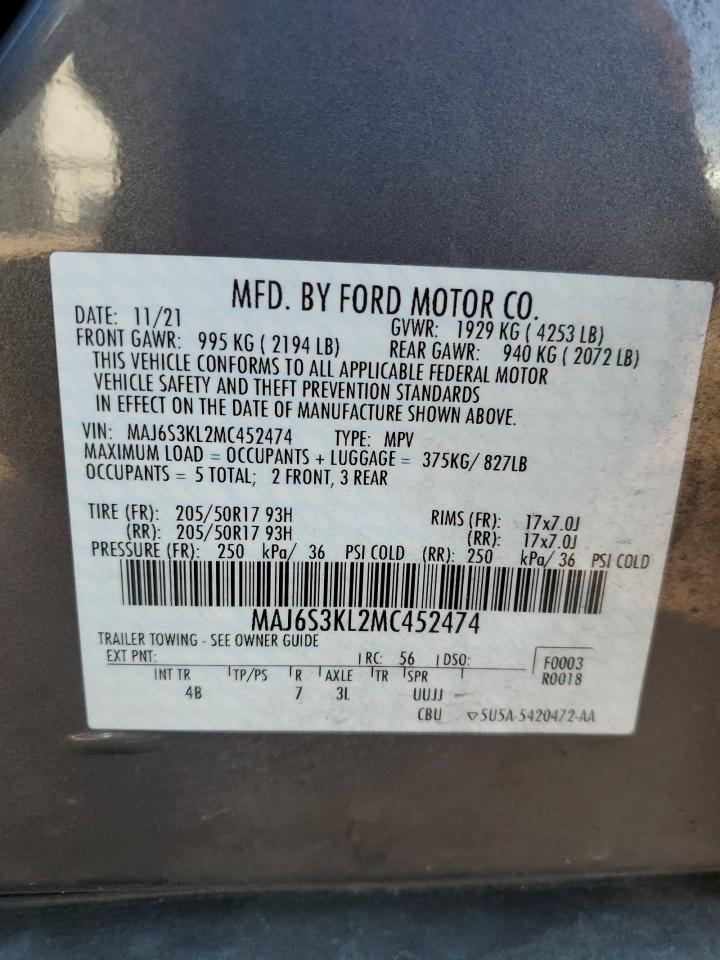 MFD. BY FORD MOTOR CO.
DATE: 11/21 GVWR: 1929 KG ( 4253 LB)
FRONT GAWR: 995 KG ( 2194 LB) REAR GAWR: 940 KG ( 2072 LB)
THIS VEHICLE CONFORMS TO ALL APPLICABLE FEDERAL MOTOR
VEHICLE SAFETY AND THEFT PREVENTION STANDARDS
IN EFFECT ON THE DATE OF MANUFACTURE SHOWN ABOVE.
VIN: MAJ6S3KL2MC452474 TYPE: MPV
MAXIMUM LOAD = OCCUPANTS + LUGGAGE = 375KG/ 827LB
OCCUPANTS = 5 TOTAL; 2 FRONT, 3 REAR
TIRE (FR): 205/50R17 93H RIMS (FR): 17x7.0J
(RR): 205/50R17 93H (RR): 17x7.0J
PRESSURE (FR): 250 kPa/ 36 PSI COLD (RR): 250 kPa/ 36 PSI COLD
MAJ6S3KL2MC452474
TRAILER TOWING - SEE OWNER GUIDE
EXT PNT: RC: 56 DSO: F0003
R0018
INT TR TP/PS R AXLE TR SPR
4B 7 3L UUJJ
CBU ▽5U5A-5420472-AA